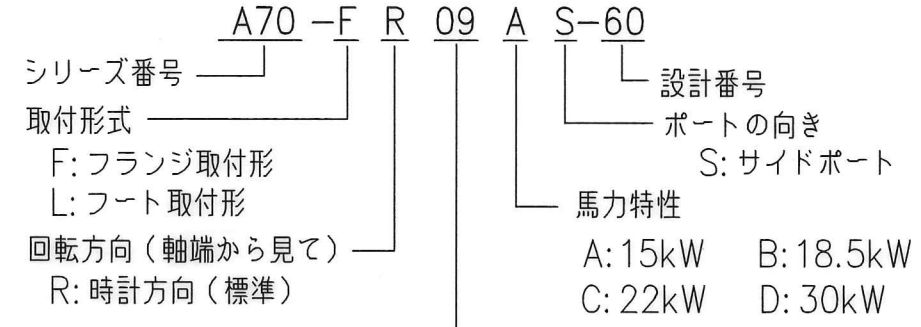 A70-FR09AS-60
シリーズ番号
設計番号
取付形式
ポートの向き
F:フランジ取付形
S:サイドポート
L:フート取付形
馬力特性
回転方向(軸端から見て)
A:15kW B:18.5kW
R:時計方向(標準)
C:22kW D:30kW